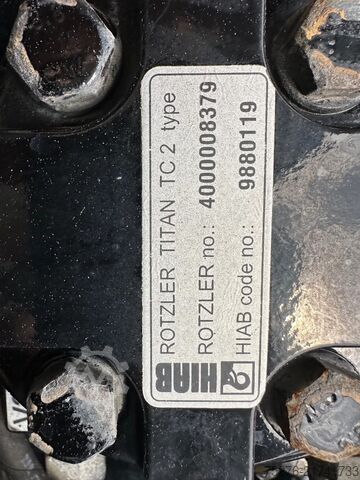 HIAB
ROTZLER TITAN TC 2 type
ROTZLER no.: 4000008379
HIAB code no.: 9880119